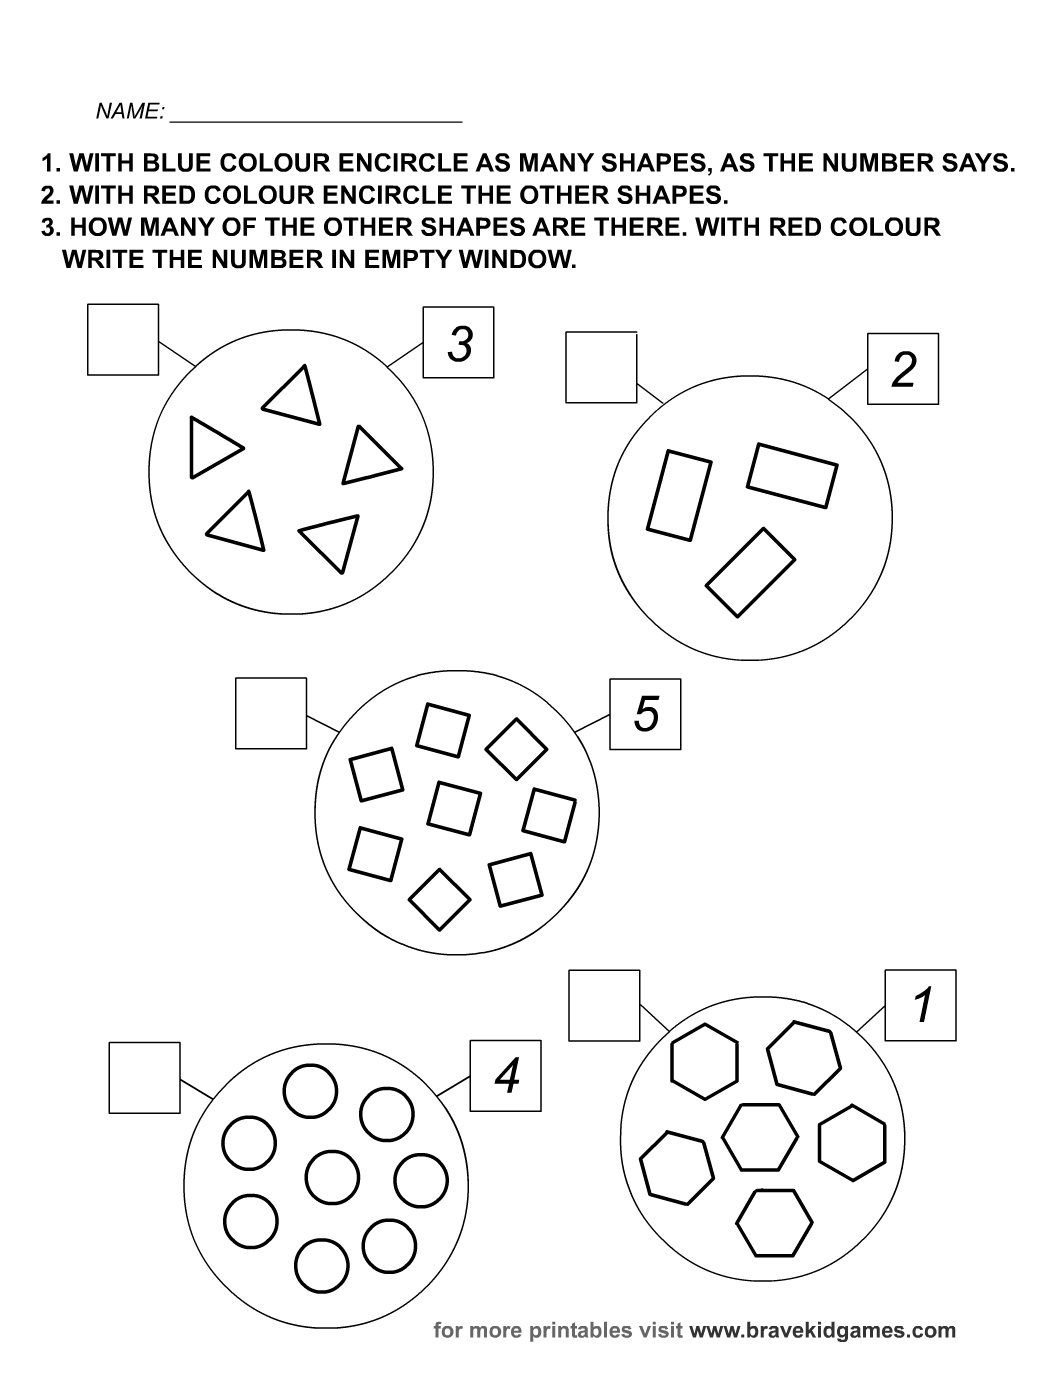 NAME:
1. WITH BLUE COLOUR ENCIRCLE AS MANY SHAPES, AS THE NUMBER SAYS.
2. WITH RED COLOUR ENCIRCLE THE OTHER SHAPES.
3. HOW MANY OF THE OTHER SHAPES ARE THERE. WITH RED COLOUR
WRITE THE NUMBER IN EMPTY WINDOW.
3
2
5
1
4
for more printables visit www.bravekidgames.com